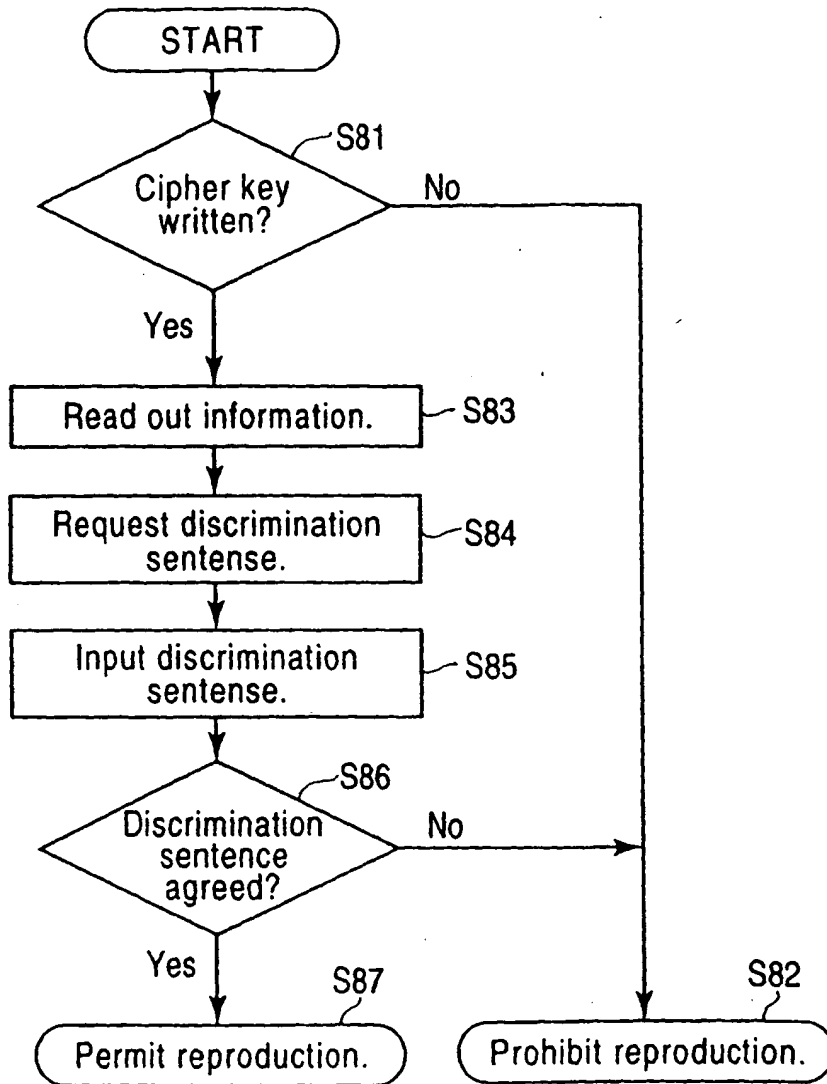 START
S81
Cipher key
written?
No
Yes
Read out information.
S83
Request discrimination
sentense.
S84
Input discrimination
sentense.
S85
S86
Discrimination
sentence
agreed?
No
Yes
S87
Permit reproduction.
S82
Prohibit reproduction.